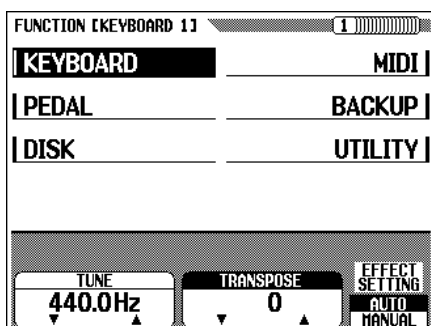 FUNCTION [KEYBOARD 1] 1
KEYBOARD MIDI
PEDAL BACKUP
DISK UTILITY
TUNE TRANSPOSE EFFECT SETTING
440.0Hz 0 AUTO
MANUAL